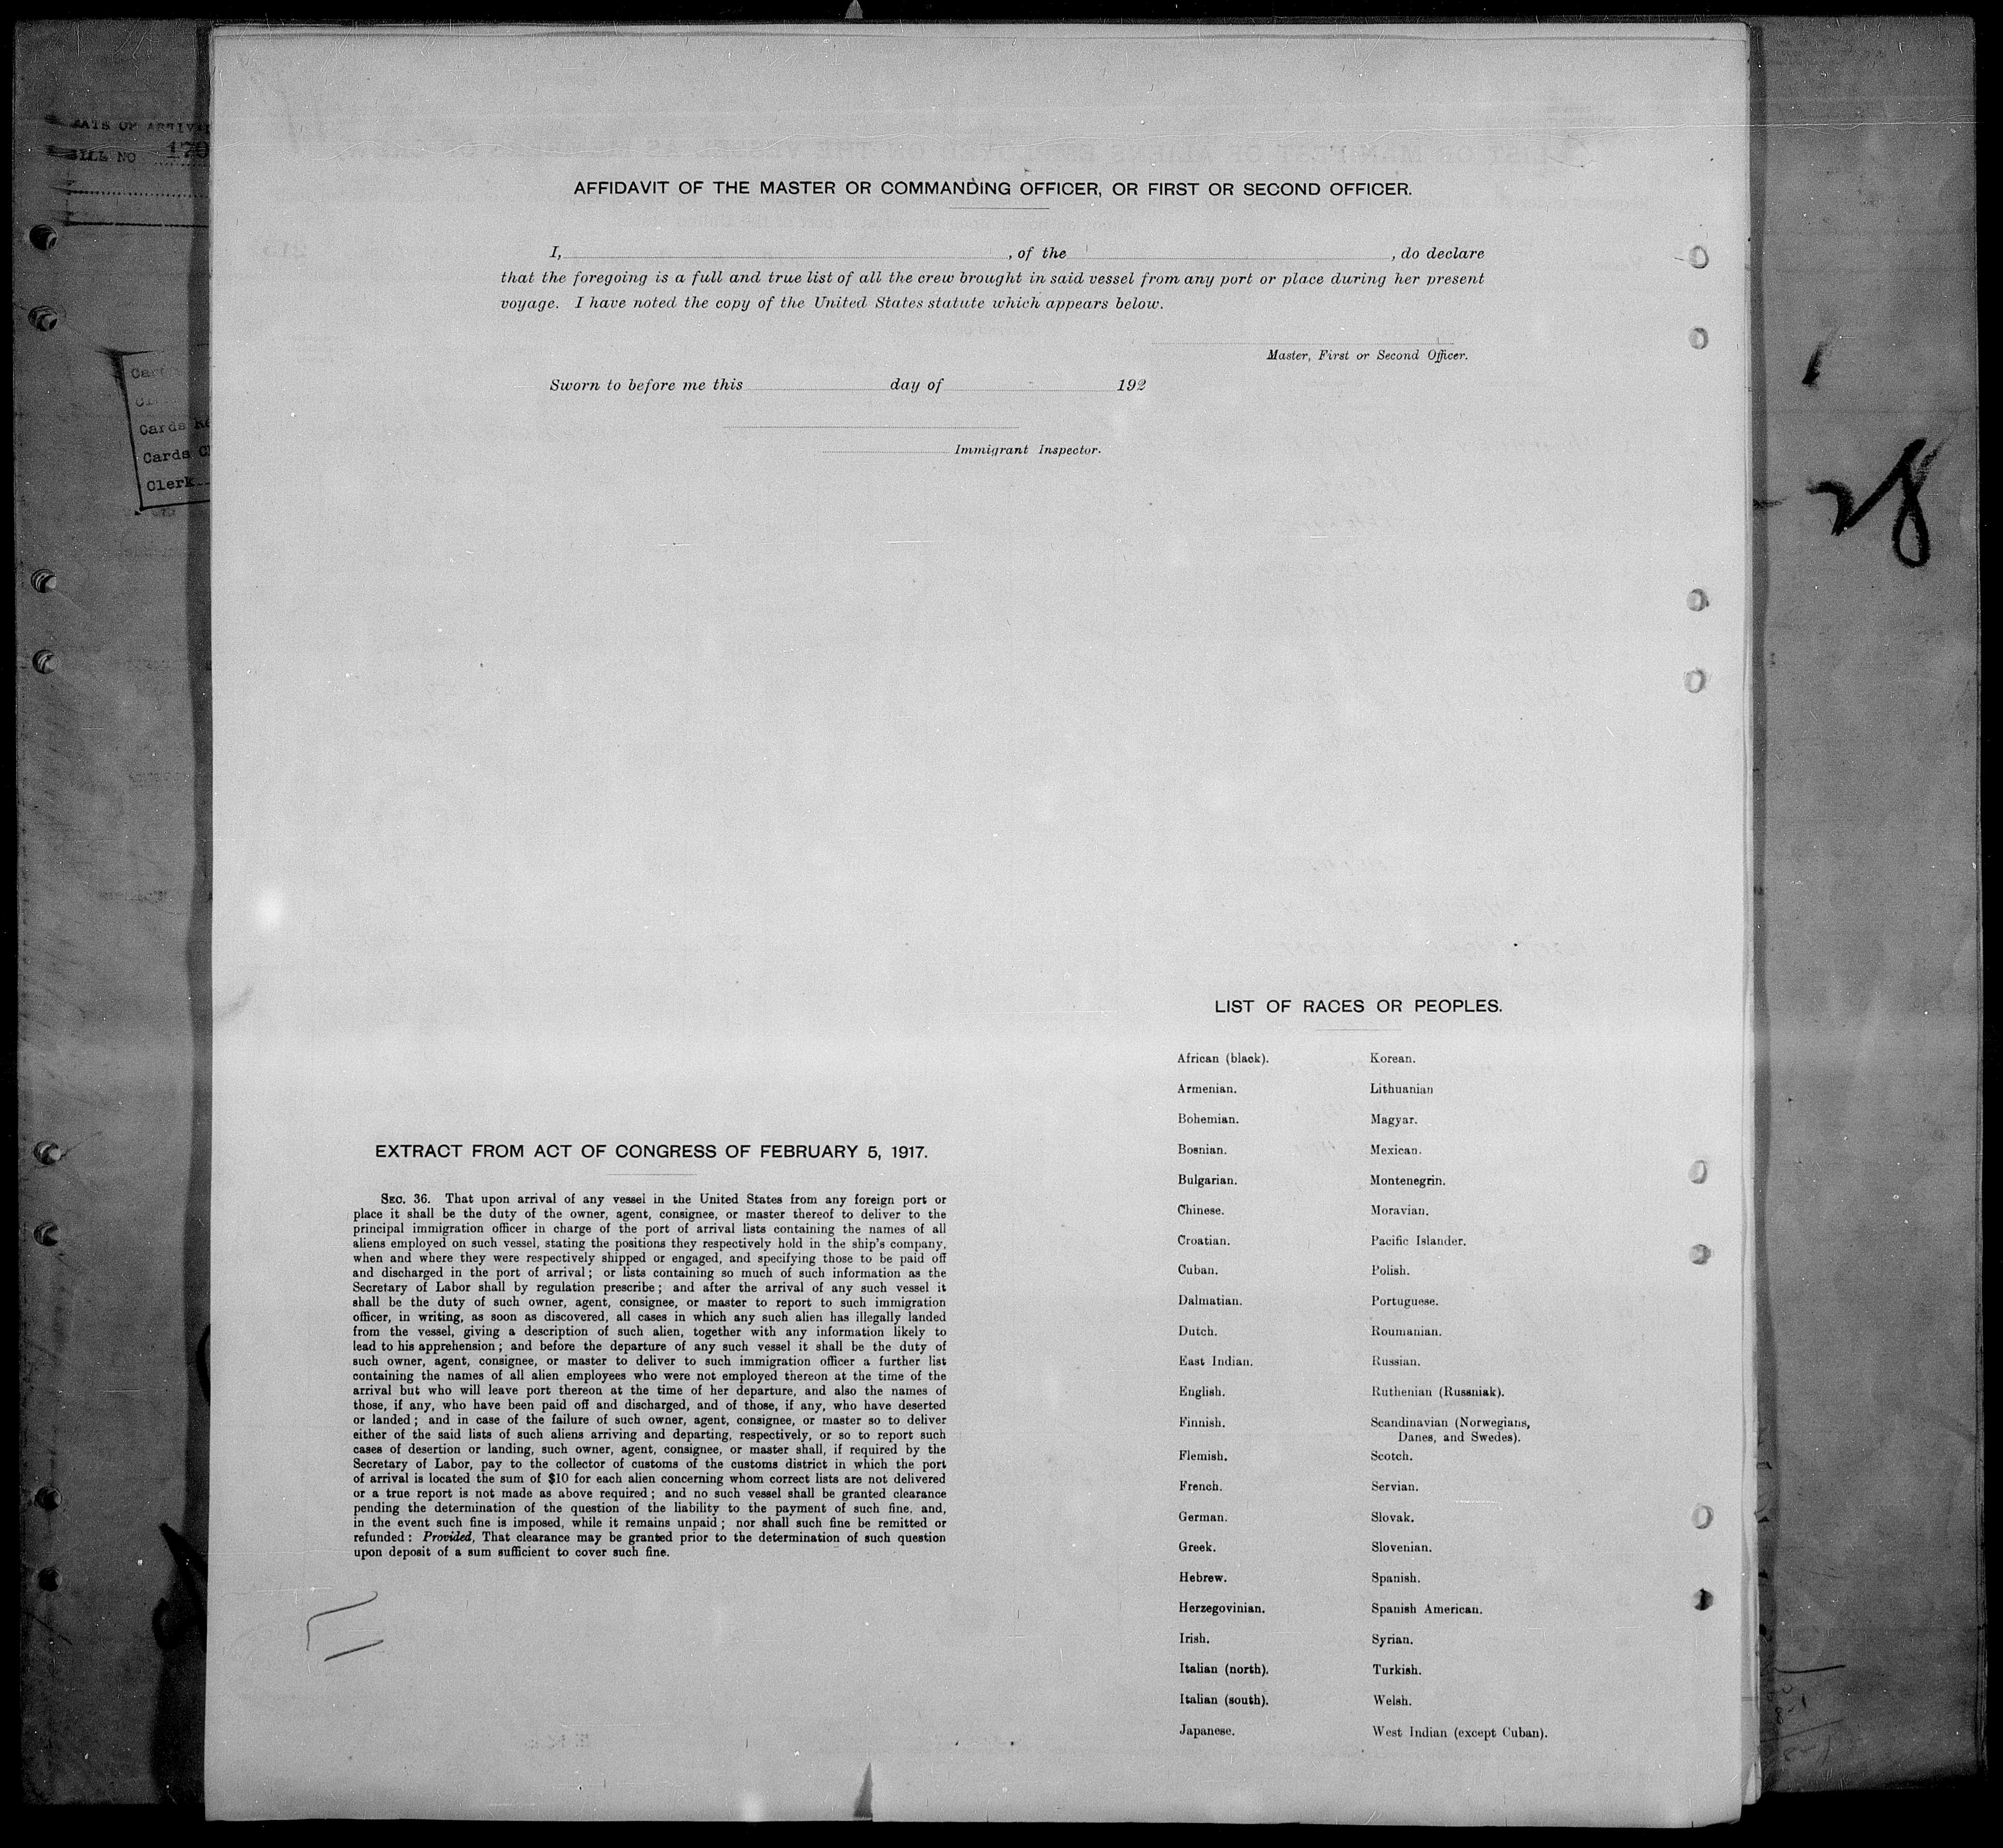 DATE OF ARRIVA
BILL NO 170
Cards Re
Cards Cl
Clerk
AFFIDAVIT OF THE MASTER OR COMMANDING OFFICER, OR FIRST OR SECOND OFFICER.
I, , of the , do declare
that the foregoing is a full and true list of all the crew brought in said vessel from any port or place during her present
voyage. I have noted the copy of the United States statute which appears below.
Master, First or Second Officer.
Sworn to before me this day of 192
Immigrant Inspector.
28
EXTRACT FROM ACT OF CONGRESS OF FEBRUARY 5, 1917.
SEC. 36. That upon arrival of any vessel in the United States from any foreign port or
place it shall be the duty of the owner, agent, consignee, or master thereof to deliver to the
principal immigration officer in charge of the port of arrival lists containing the names of all
aliens employed on such vessel, stating the positions they respectively hold in the ship's company,
when and where they were respectively shipped or engaged, and specifying those to be paid off
and discharged in the port of arrival; or lists containing so much of such information as the
Secretary of Labor shall by regulation prescribe; and after the arrival of any such vessel it
shall be the duty of such owner, agent, consignee, or master to report to such immigration
officer, in writing, as soon as discovered, all cases in which any such alien has illegally landed
from the vessel, giving a description of such alien, together with any information likely to
lead to his apprehension; and before the departure of any such vessel it shall be the duty of
such owner, agent, consignee, or master to deliver to such immigration officer a further list
containing the names of all alien employees who were not employed thereon at the time of the
arrival but who will leave port thereon at the time of her departure, and also the names of
those, if any, who have been paid off and discharged, and of those, if any, who have deserted
or landed; and in case of the failure of such owner, agent, consignee, or master so to deliver
either of the said lists of such aliens arriving and departing, respectively, or so to report such
cases of desertion or landing, such owner, agent, consignee, or master shall, if required by the
Secretary of Labor, pay to the collector of customs of the customs district in which the port
of arrival is located the sum of $10 for each alien concerning whom correct lists are not delivered
or a true report is not made as above required; and no such vessel shall be granted clearance
pending the determination of the question of the liability to the payment of such fine, and,
in the event such fine is imposed, while it remains unpaid; nor shall such fine be remitted or
refunded: Provided, That clearance may be granted prior to the determination of such question
upon deposit of a sum sufficient to cover such fine.
LIST OF RACES OR PEOPLES.
African (black).
Armenian.
Bohemian.
Bosnian.
Bulgarian.
Chinese.
Croatian.
Cuban.
Dalmatian.
Dutch.
East Indian.
English.
Finnish.
Flemish.
French.
German.
Greek.
Hebrew.
Herzegovinian.
Irish.
Italian (north).
Italian (south).
Japanese.
Korean.
Lithuanian
Magyar.
Mexican.
Montenegrin.
Moravian.
Pacific Islander.
Polish.
Portuguese.
Roumanian.
Russian.
Ruthenian (Russniak).
Scandinavian (Norwegians,
Danes, and Swedes).
Scotch.
Servian.
Slovak.
Slovenian.
Spanish.
Spanish American.
Syrian.
Turkish.
Welsh.
West Indian (except Cuban).